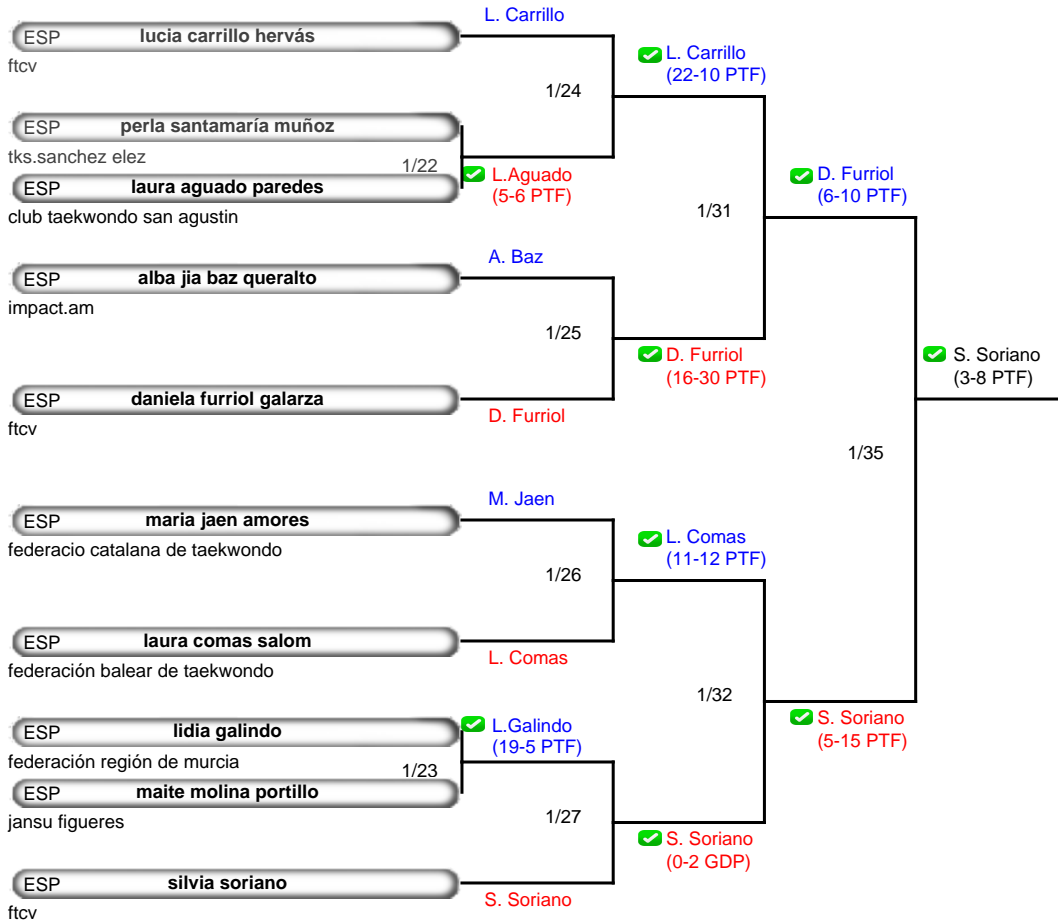 L. Carrillo
ESP lucia carrillo hervás
ftcv
L. Carrillo
(22-10 PTF)
1/24
ESP perla santamaría muñoz
tks.sanchez elez
1/22
L.Aguado
(5-6 PTF)
ESP laura aguado paredes
club taekwondo san agustin
D. Furriol
(6-10 PTF)
1/31
A. Baz
ESP alba jia baz queralto
impact.am
1/25
D. Furriol
(16-30 PTF)
S. Soriano
(3-8 PTF)
ESP daniela furriol galarza
D. Furriol
ftcv
1/35
M. Jaen
ESP maria jaen amores
federacio catalana de taekwondo
L. Comas
(11-12 PTF)
1/26
ESP laura comas salom
L. Comas
federación balear de taekwondo
1/32
S. Soriano
(5-15 PTF)
ESP lidia galindo
L.Galindo
(19-5 PTF)
federación región de murcia
1/23
ESP maite molina portillo
jansu figueres
1/27
S. Soriano
(0-2 GDP)
ESP silvia soriano
S. Soriano
ftcv